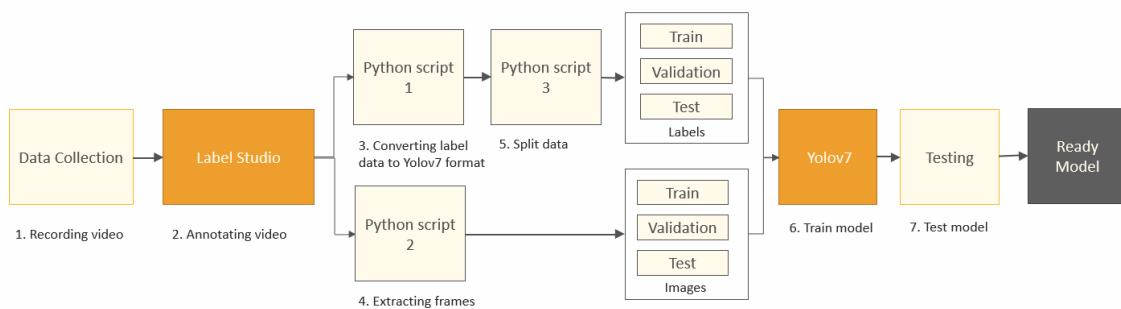 Data Collection
1. Recording video
Label Studio
2. Annotating video
Python script
1
3. Converting label
data to Yolov7 format
Python script
2
4. Extracting frames
Python script
3
5. Split data
Train
Validation
Test
Labels
Train
Validation
Test
Images
Yolov7
6. Train model
Testing
7. Test model
Ready
Model